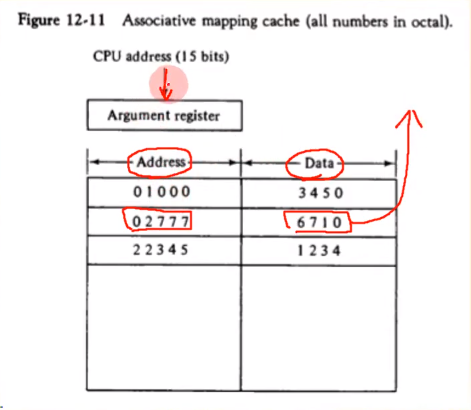 Figure 12-11 Associative mapping cache (all numbers in octal).
CPU address (15 bits)
Argument register
Address Data
01000 3450
02777 6710
22345 1234